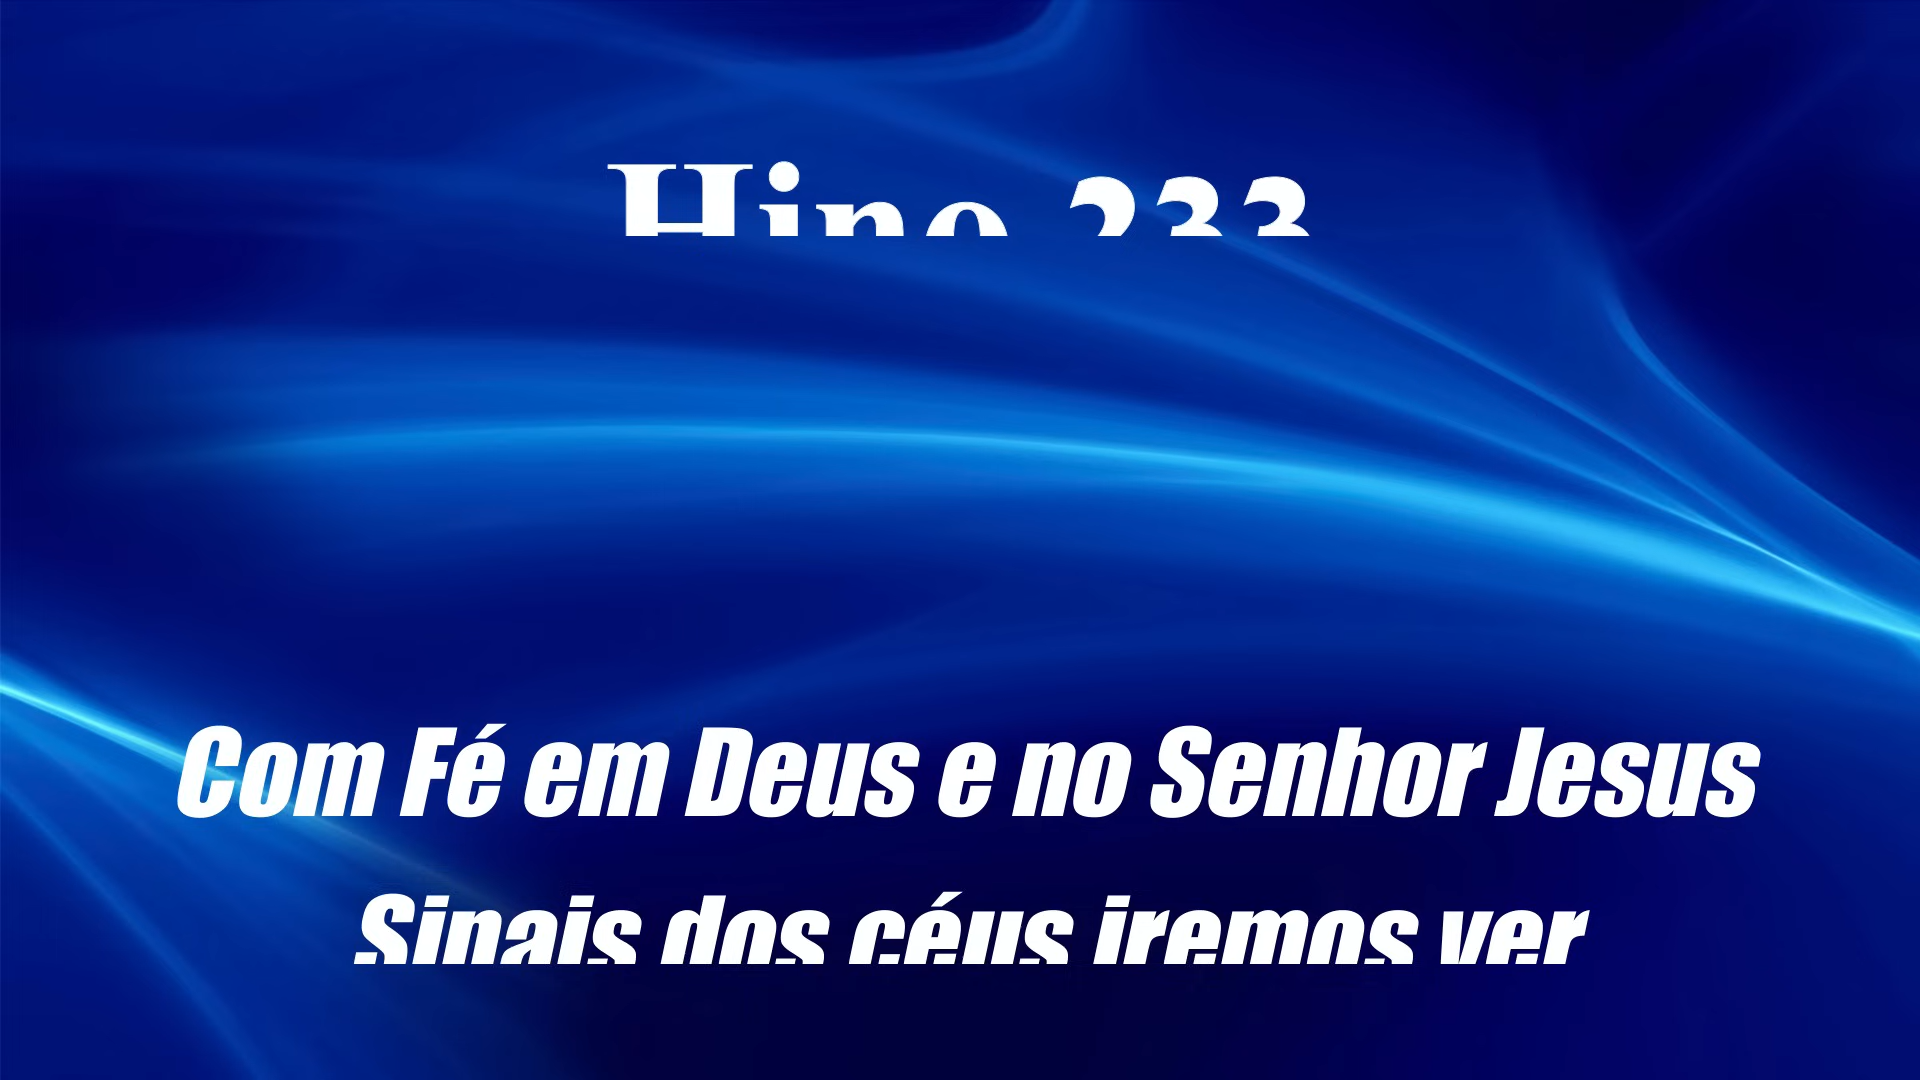 Hino 233
Com Fé em Deus e no Senhor Jesus
Sinais dos céus iremos ver